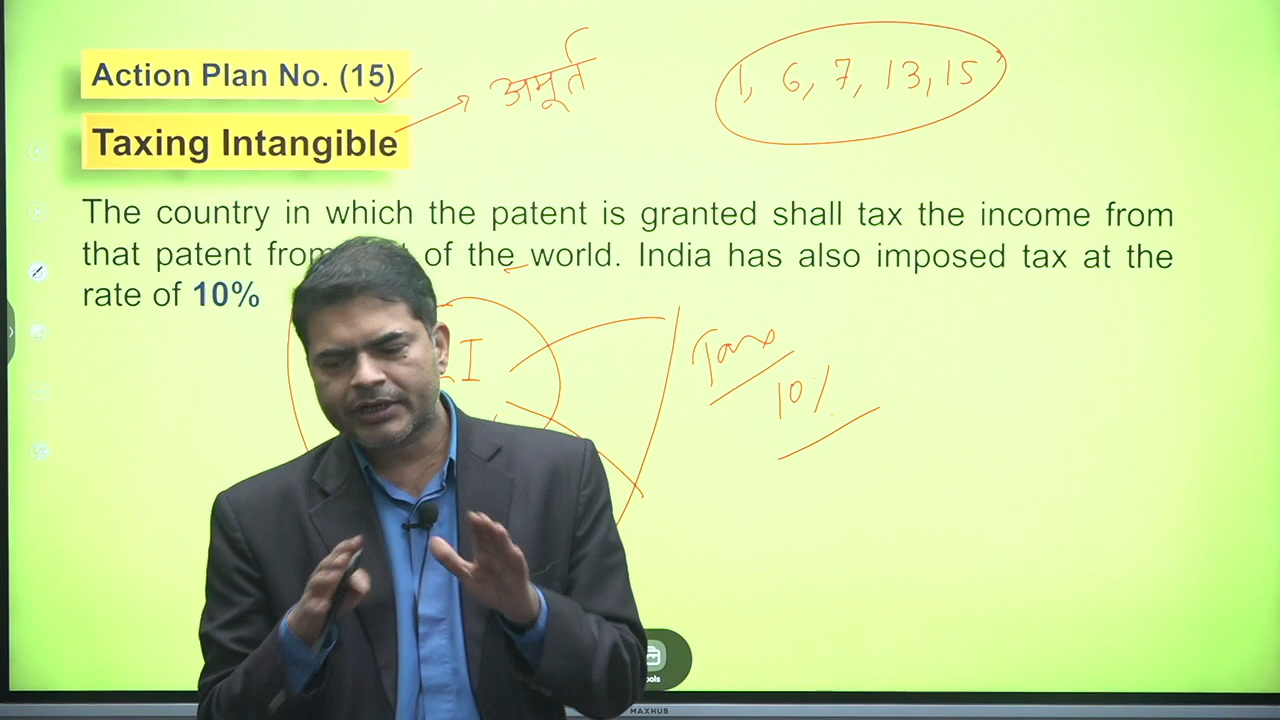 Action Plan No. (15)
अमूर्त
1, 6, 7, 13, 15
Taxing Intangible
The country in which the patent is granted shall tax the income from
that patent from of the world. India has also imposed tax at the
rate of 10%
I
Tax
10%
MAXHUB